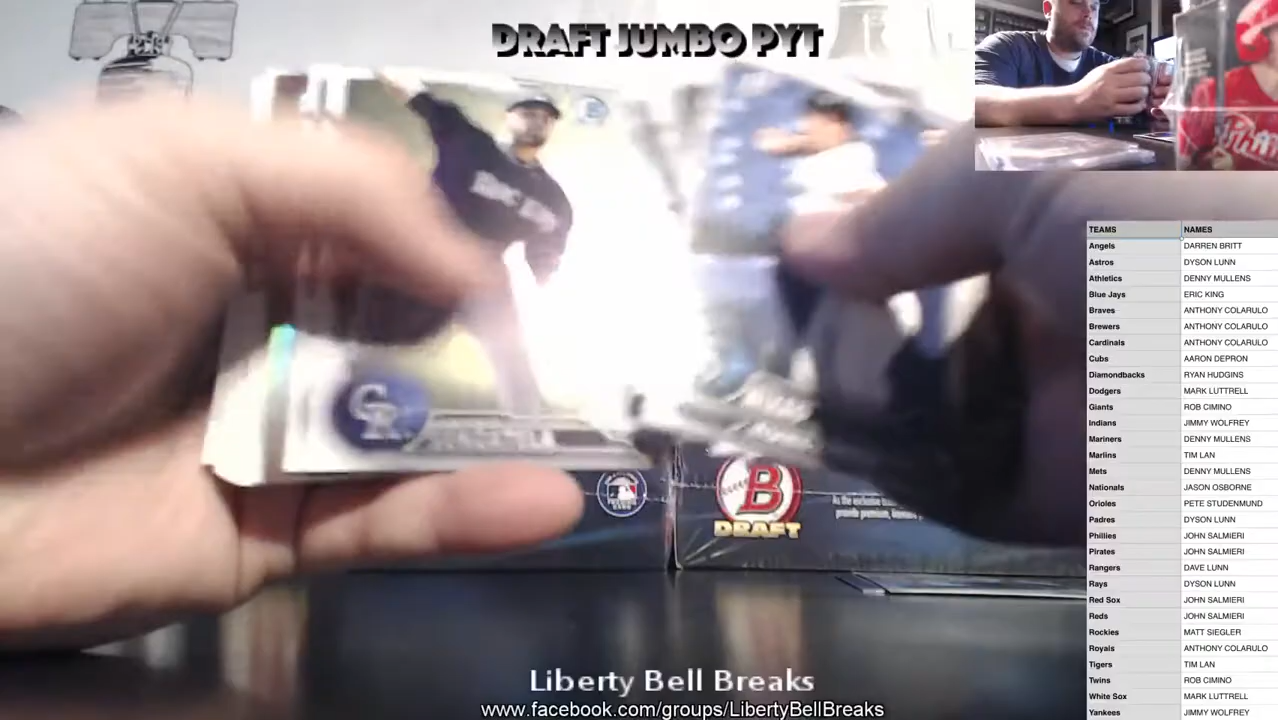 DRAFT JUMBO PYT
TEAMS NAMES
Angels DARREN BRITT
Astros DYSON LUNN
Athletics DENNY MULLENS
Blue Jays ERIC KING
Braves ANTHONY COLARULO
Brewers ANTHONY COLARULO
Cardinals ANTHONY COLARULO
Cubs AARON DEPRON
Diamondbacks RYAN HUDGINS
Dodgers MARK LUTTRELL
Giants ROB CIMINO
Indians JIMMY WOLFREY
Mariners DENNY MULLENS
Marlins TIM LAN
Mets DENNY MULLENS
Nationals JASON OSBORNE
Orioles PETE STUDENMUND
Padres DYSON LUNN
Phillies JOHN SALMIERI
Pirates JOHN SALMIERI
Rangers DAVE LUNN
Rays DYSON LUNN
Red Sox JOHN SALMIERI
Reds JOHN SALMIERI
Rockies MATT SIEGLER
Royals ANTHONY COLARULO
Tigers TIM LAN
Twins ROB CIMINO
White Sox MARK LUTTRELL
Yankees JIMMY WOLFREY
CR
B
DRAFT
As the exclusive
Liberty Bell Breaks
www.facebook.com/groups/LibertyBellBreaks